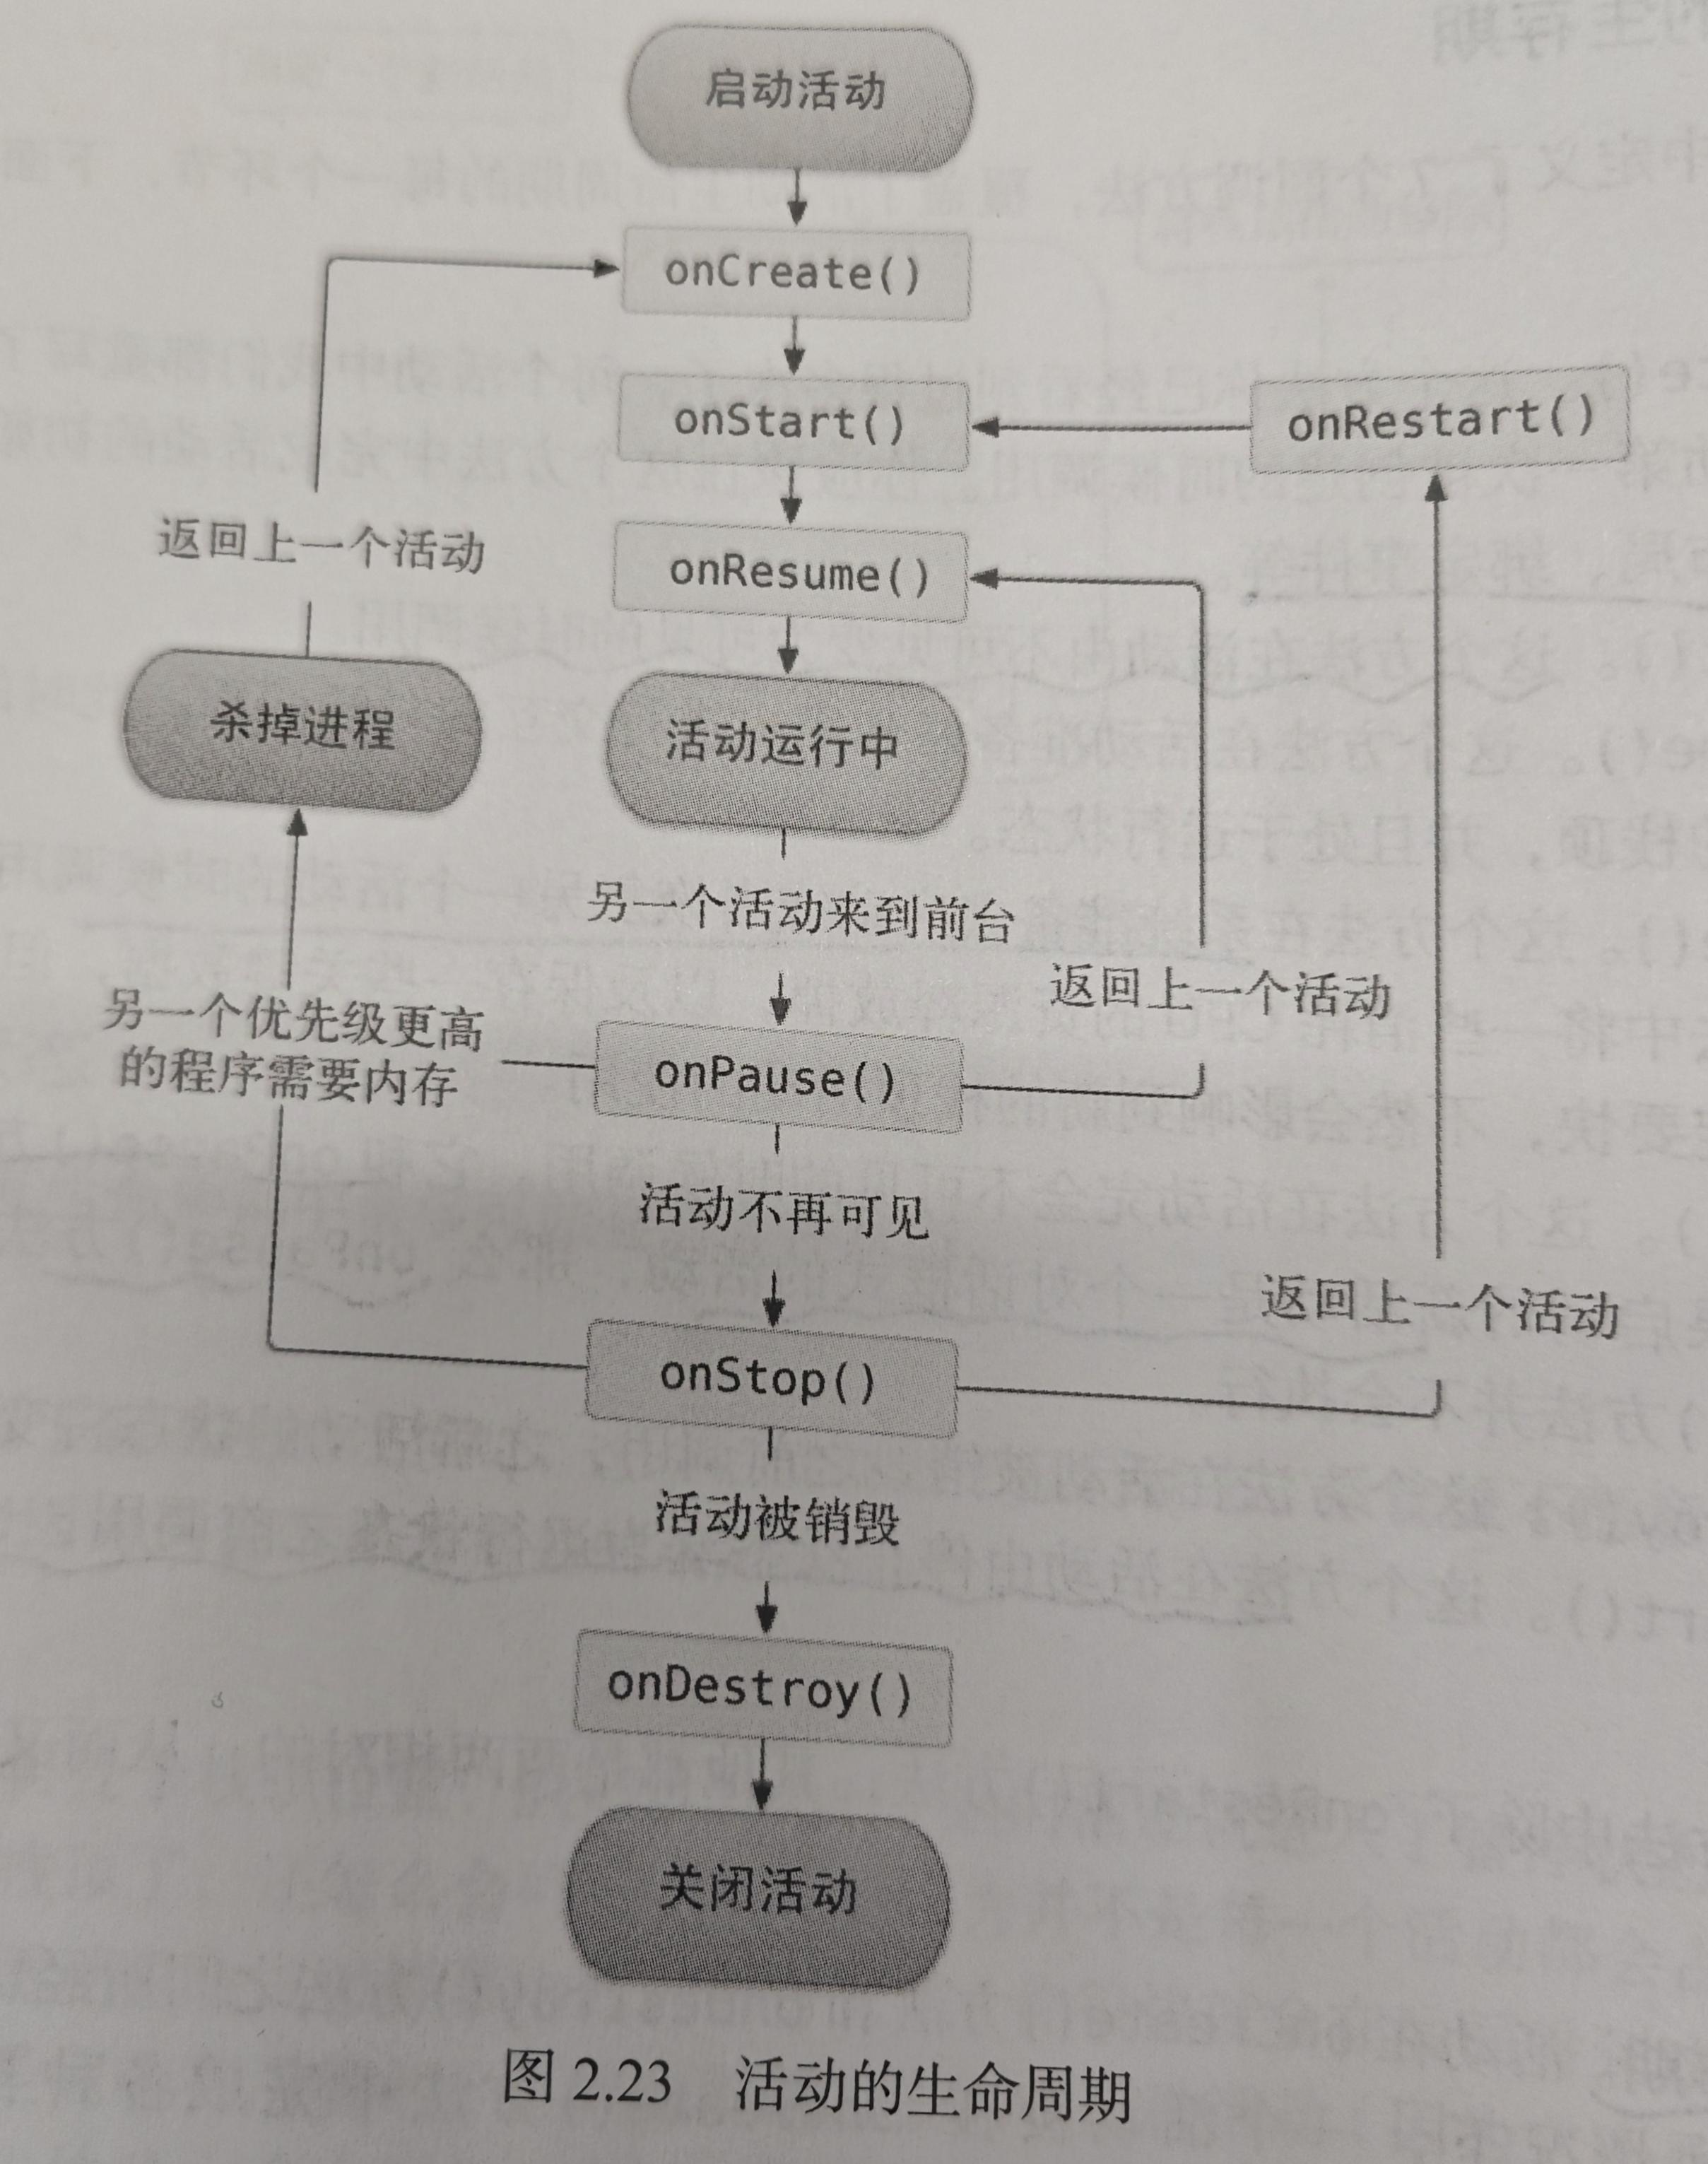 启动活动
onCreate()
onStart()
onRestart()
返回上一个活动
onResume()
杀掉进程
活动运行中
另一个活动来到前台
返回上一个活动
另一个优先级更高
的程序需要内存
onPause()
活动不再可见
返回上一个活动
onStop()
活动被销毁
onDestroy()
关闭活动
图 2.23 活动的生命周期